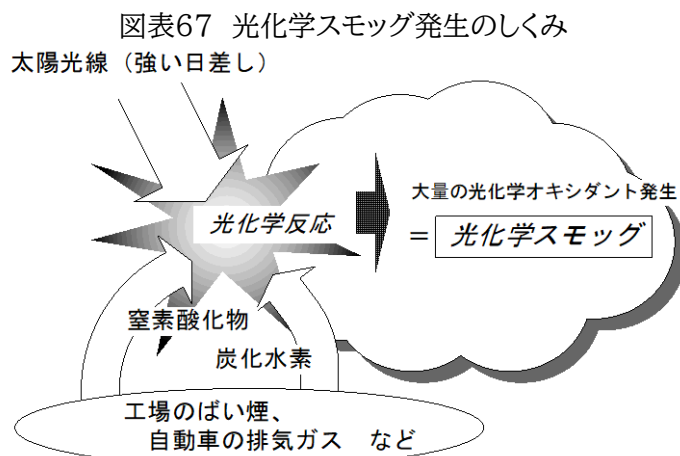 図表67 光化学スモッグ発生のしくみ
太陽光線（強い日差し）
光化学反応
大量の光化学オキシダント発生
＝ 光化学スモッグ
窒素酸化物
炭化水素
工場のばい煙、
自動車の排気ガス など